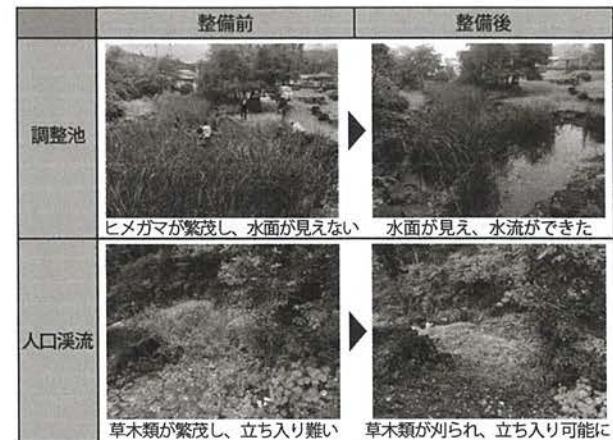 整備前 整備後
調整池
ヒメガマが繁茂し、水面が見えない 水面が見え、水流ができた
人口渓流
草木類が繁茂し、立ち入り難い 草木類が刈られ、立ち入り可能に